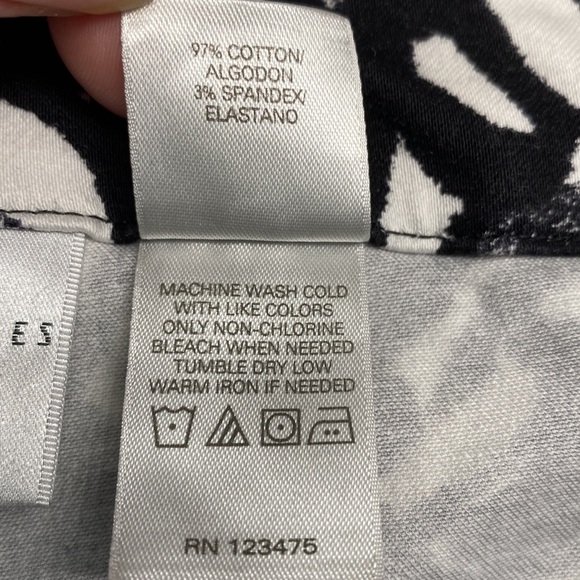 97% COTTON/
ALGODON
3% SPANDEX/
ELASTANO
MACHINE WASH COLD
WITH LIKE COLORS
ONLY NON-CHLORINE
BLEACH WHEN NEEDED
TUMBLE DRY LOW
WARM IRON IF NEEDED
RN 123475